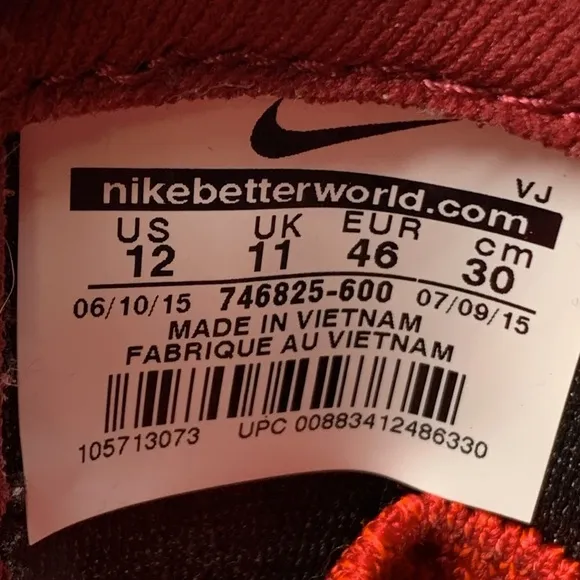 VJ
nikebetterworld.com
US UK EUR cm
12 11 46 30
06/10/15 746825-600 07/09/15
MADE IN VIETNAM
FABRIQUE AU VIETNAM
105713073 UPC 00883412486330